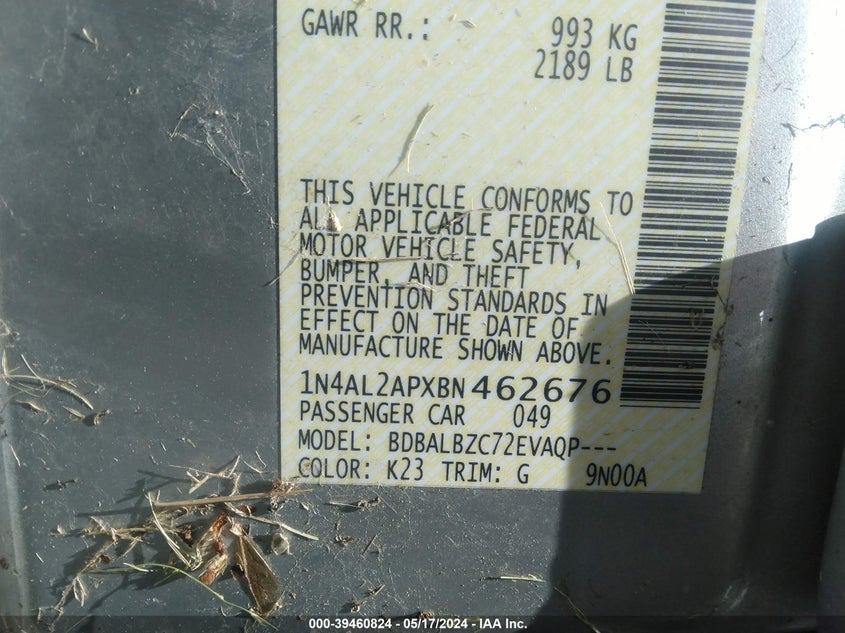 GAWR RR.: 993 KG
2189 LB
THIS VEHICLE CONFORMS TO
ALL APPLICABLE FEDERAL
MOTOR VEHICLE SAFETY,
BUMPER, AND THEFT
PREVENTION STANDARDS IN
EFFECT ON THE DATE OF
MANUFACTURE SHOWN ABOVE.
1N4AL2APXBN462676
PASSENGER CAR 049
MODEL: BDBALBZC72EVAQP---
COLOR: K23 TRIM: G 9N00A
000-39460824 - 05/17/2024 - IAA Inc.